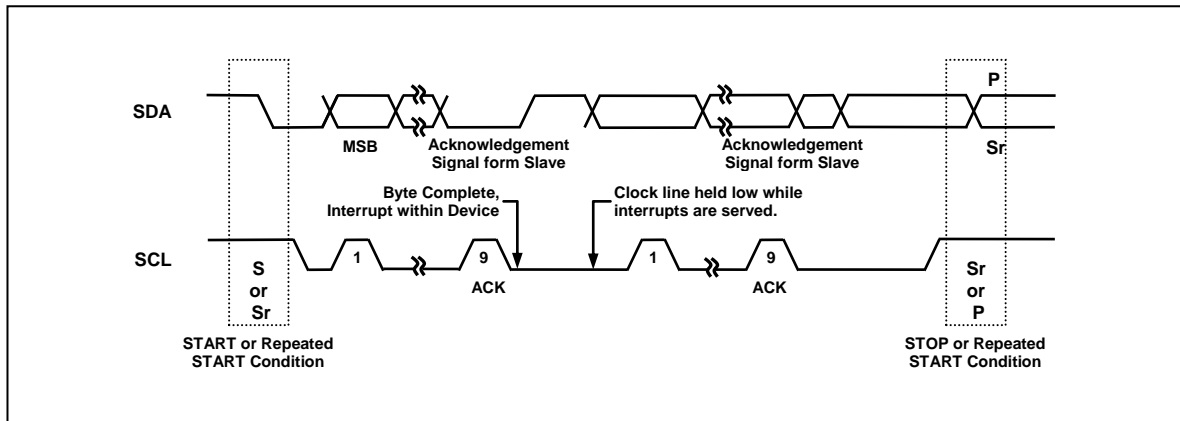 P
SDA
MSB
Acknowledgement
Signal form Slave
Acknowledgement
Signal form Slave
Sr
Byte Complete,
Interrupt within Device
Clock line held low while
interrupts are served.
SCL
S
or
Sr
1
9
ACK
1
9
ACK
Sr
or
P
START or Repeated
START Condition
STOP or Repeated
START Condition